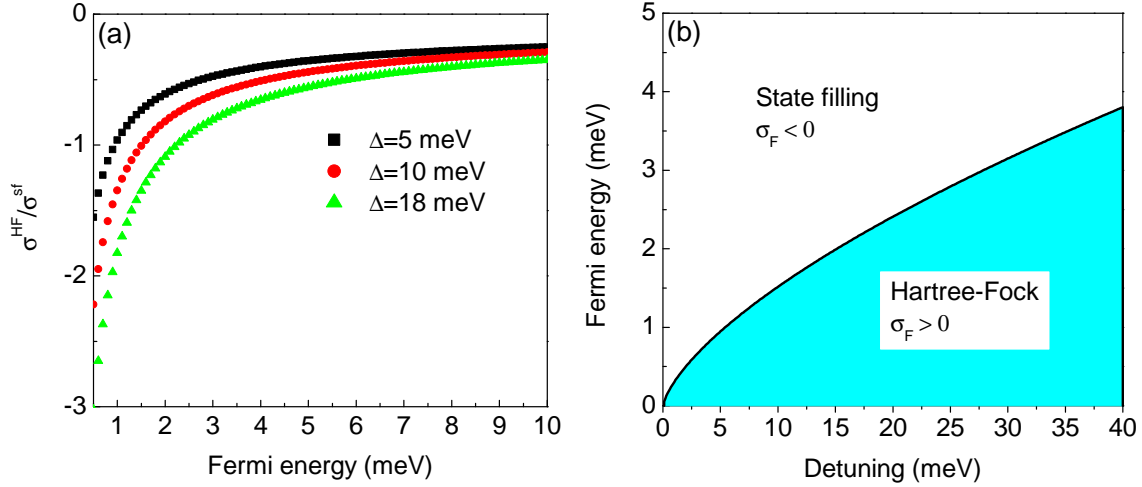 (a)
0
-1
-2
-3
σ^HF/σ^sf
Δ=5 meV
Δ=10 meV
Δ=18 meV
1 2 3 4 5 6 7 8 9 10
Fermi energy (meV)
(b)
5
4
3
2
1
0
Fermi energy (meV)
State filling
σ_F < 0
Hartree-Fock
σ_F > 0
0 5 10 15 20 25 30 35 40
Detuning (meV)